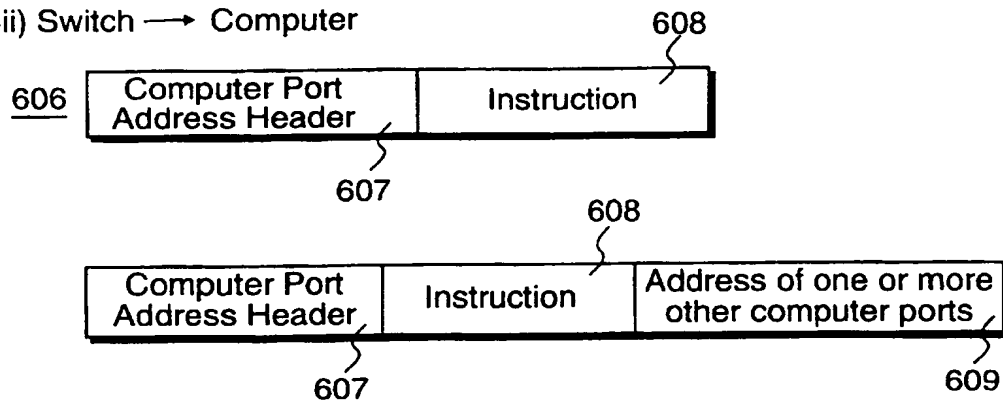 ii) Switch → Computer
608
606
Computer Port
Address Header
Instruction
607
608
Computer Port
Address Header
Instruction
Address of one or more
other computer ports
607
609